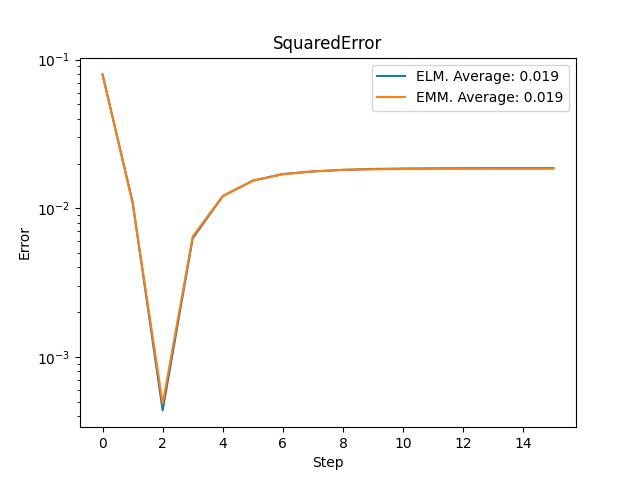 SquaredError
ELM. Average: 0.019
EMM. Average: 0.019
10⁻¹
10⁻²
10⁻³
Error
0 2 4 6 8 10 12 14
Step